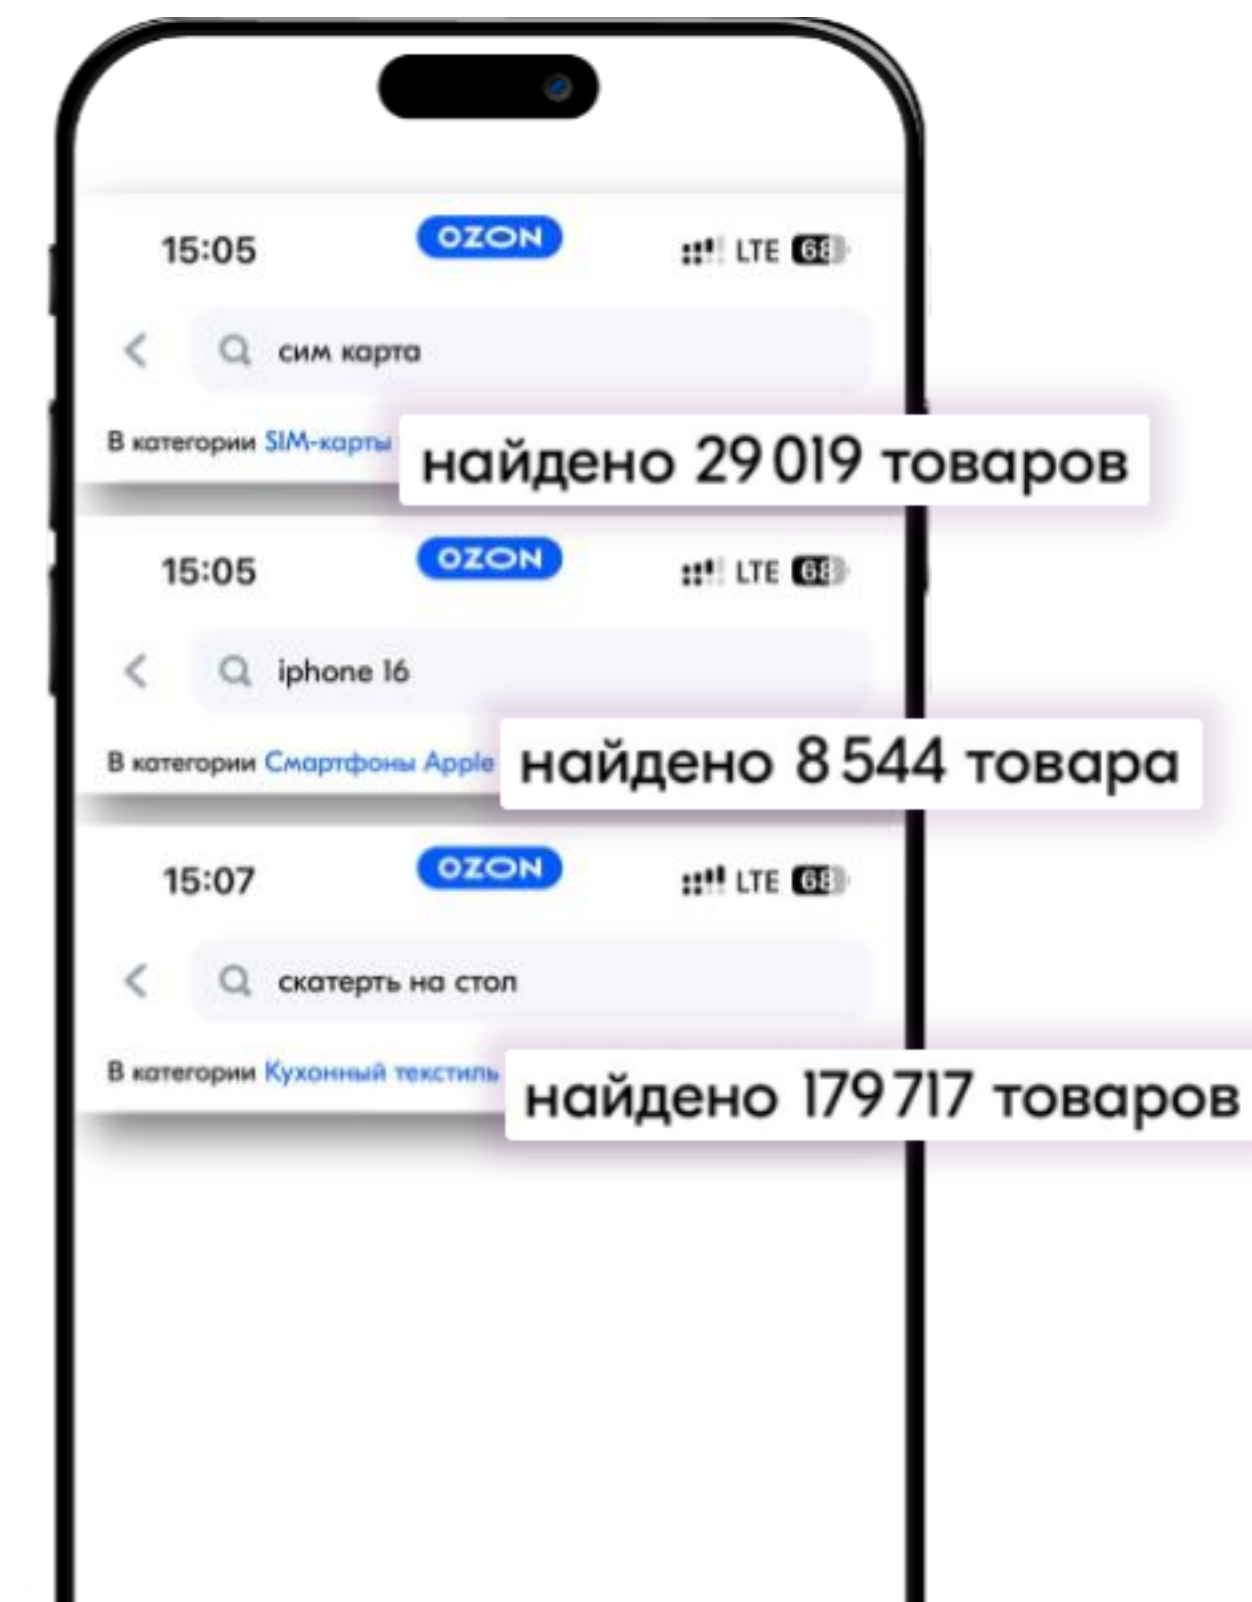 15:05 OZON LTE 68
сим карта
В категории SIM-карты найдено 29 019 товаров
15:05 OZON LTE 68
iphone 16
В категории Смартфоны Apple найдено 8 544 товара
15:07 OZON LTE 68
скатерть на стол
В категории Кухонный текстиль найдено 179 717 товаров